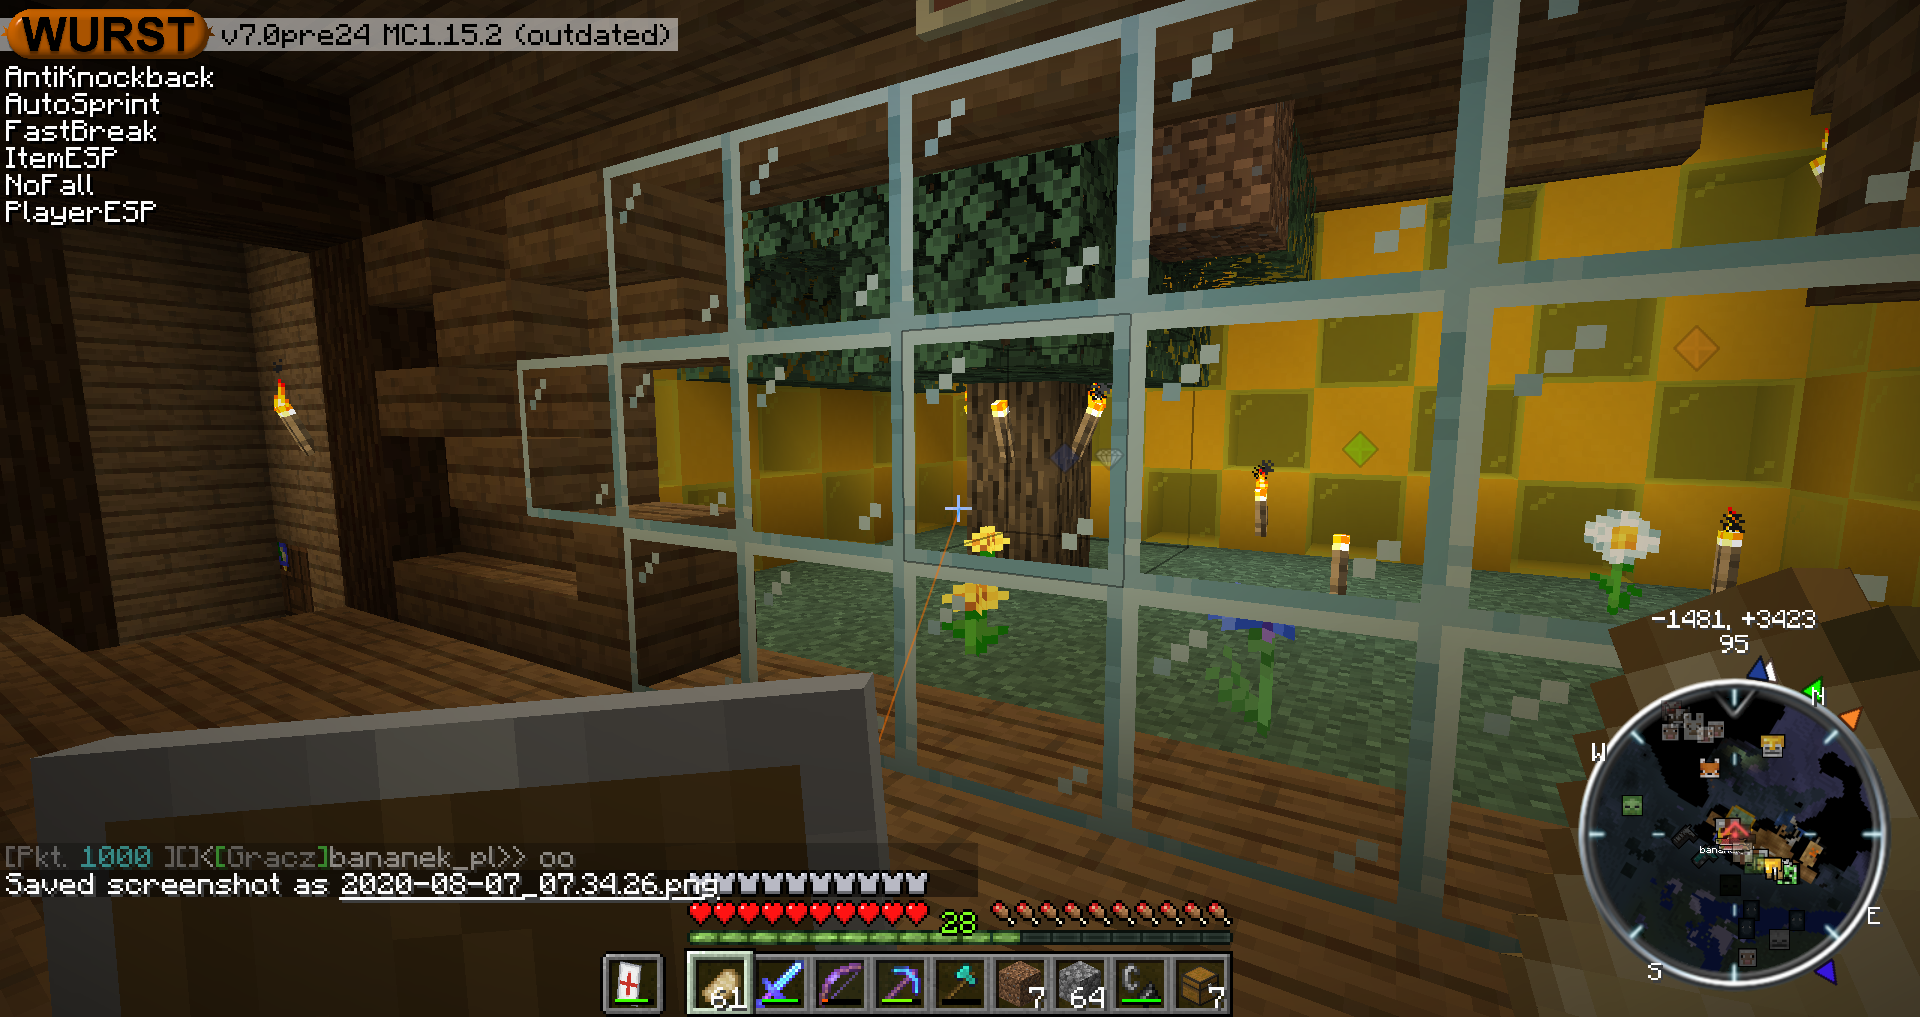 WURST v7.0pre24 MC1.15.2 (outdated)
AntiKnockback
AutoSprint
FastBreak
ItemESP
NoFall
PlayerESP
-1481, +3423
95
N
W
E
S
[Pkt. 1000 ][]<[Gracz]bananek_pl>> oo
Saved screenshot as 2020-08-07_07.34.26.png
28
61
7
64
7